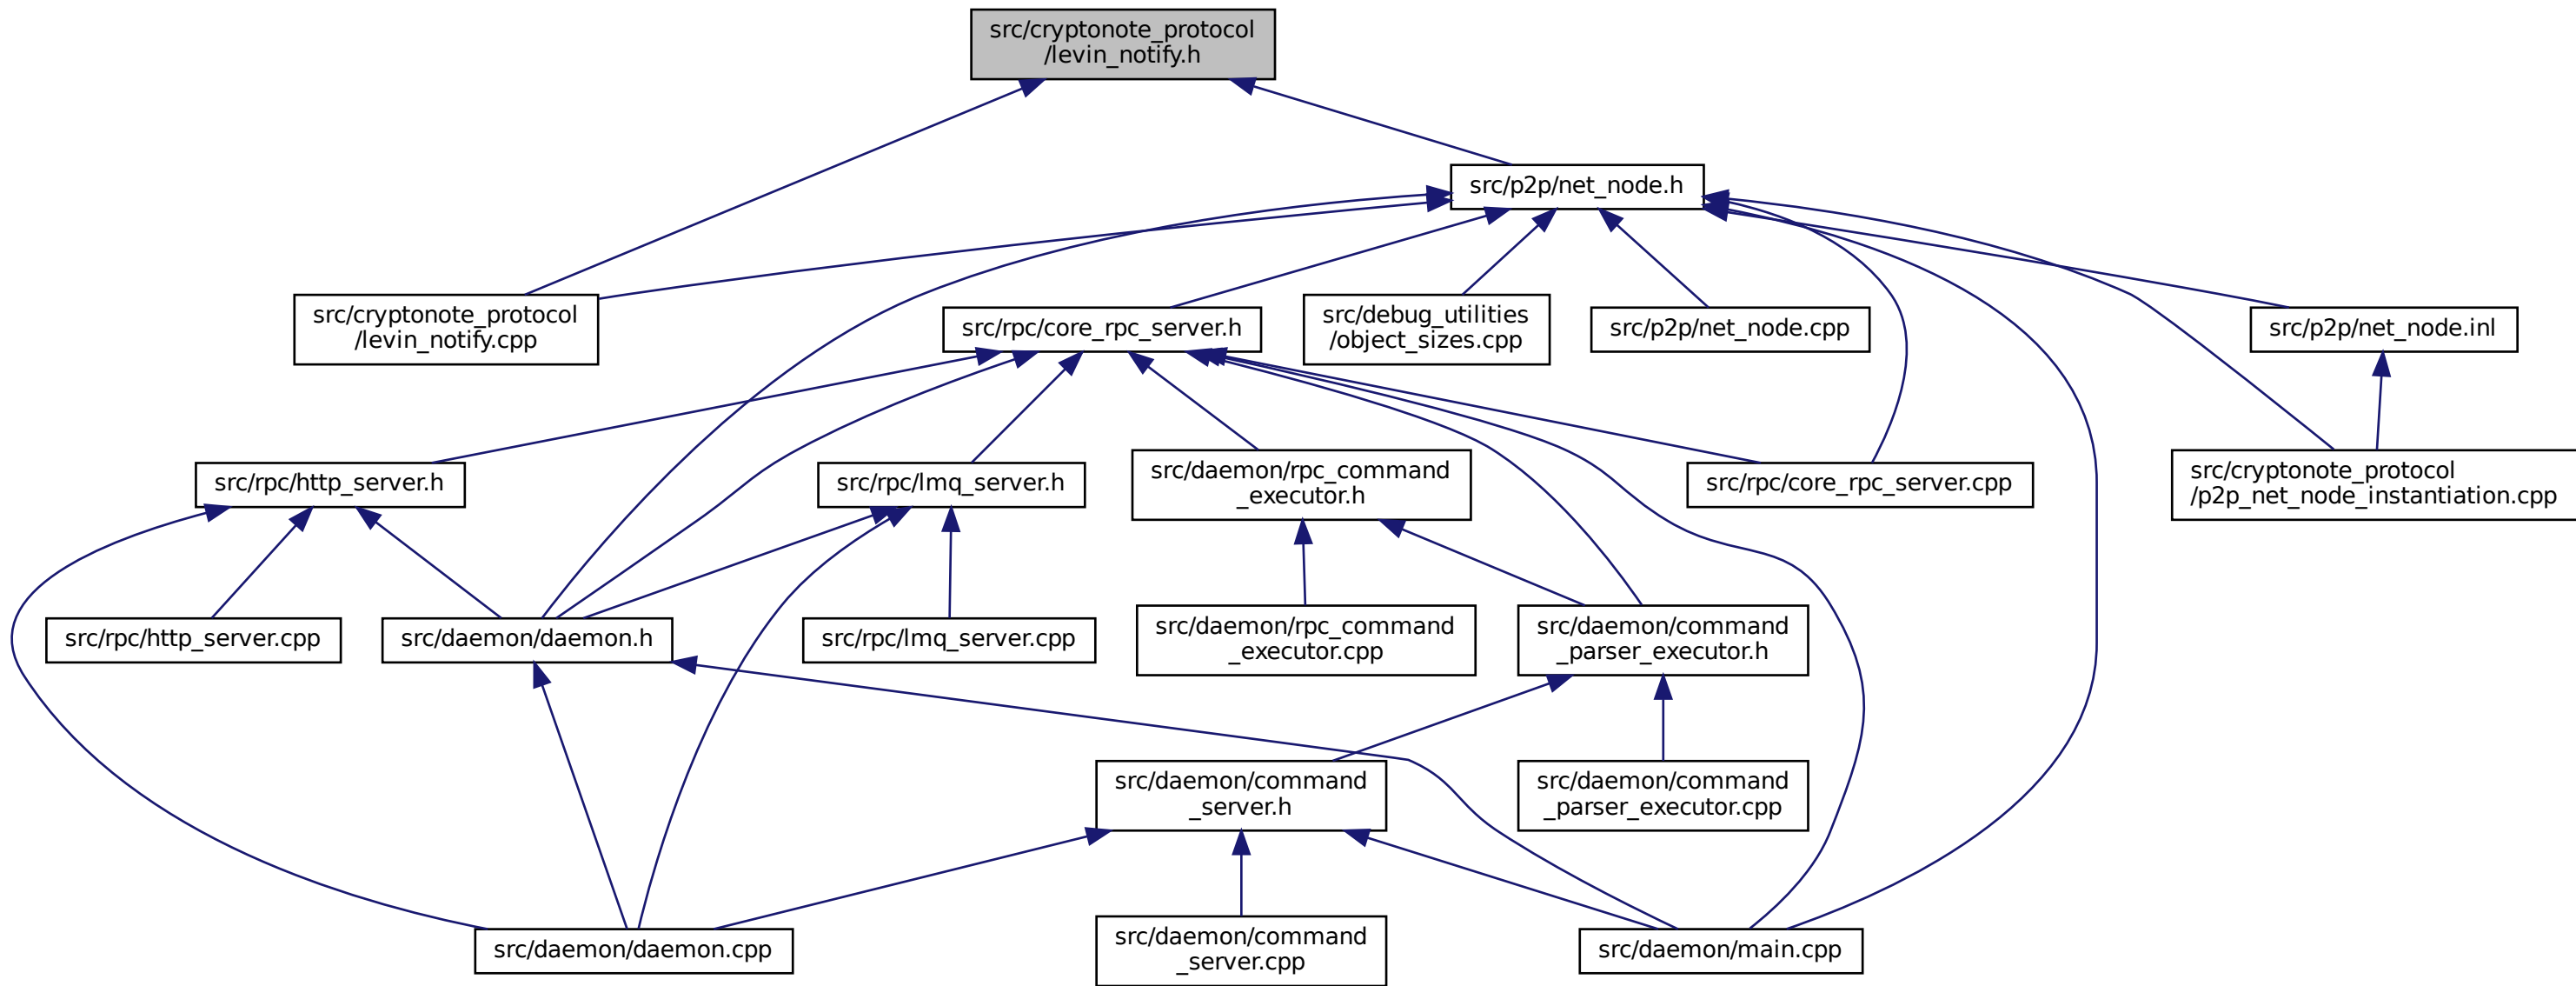 src/cryptonote_protocol
/levin_notify.h
src/p2p/net_node.h
src/cryptonote_protocol
/levin_notify.cpp
src/rpc/core_rpc_server.h
src/debug_utilities
/object_sizes.cpp
src/p2p/net_node.cpp
src/p2p/net_node.inl
src/rpc/http_server.h
src/rpc/lmq_server.h
src/daemon/rpc_command
_executor.h
src/rpc/core_rpc_server.cpp
src/cryptonote_protocol
/p2p_net_node_instantiation.cpp
src/rpc/http_server.cpp
src/daemon/daemon.h
src/rpc/lmq_server.cpp
src/daemon/rpc_command
_executor.cpp
src/daemon/command
_parser_executor.h
src/daemon/command
_server.h
src/daemon/command
_parser_executor.cpp
src/daemon/daemon.cpp
src/daemon/command
_server.cpp
src/daemon/main.cpp